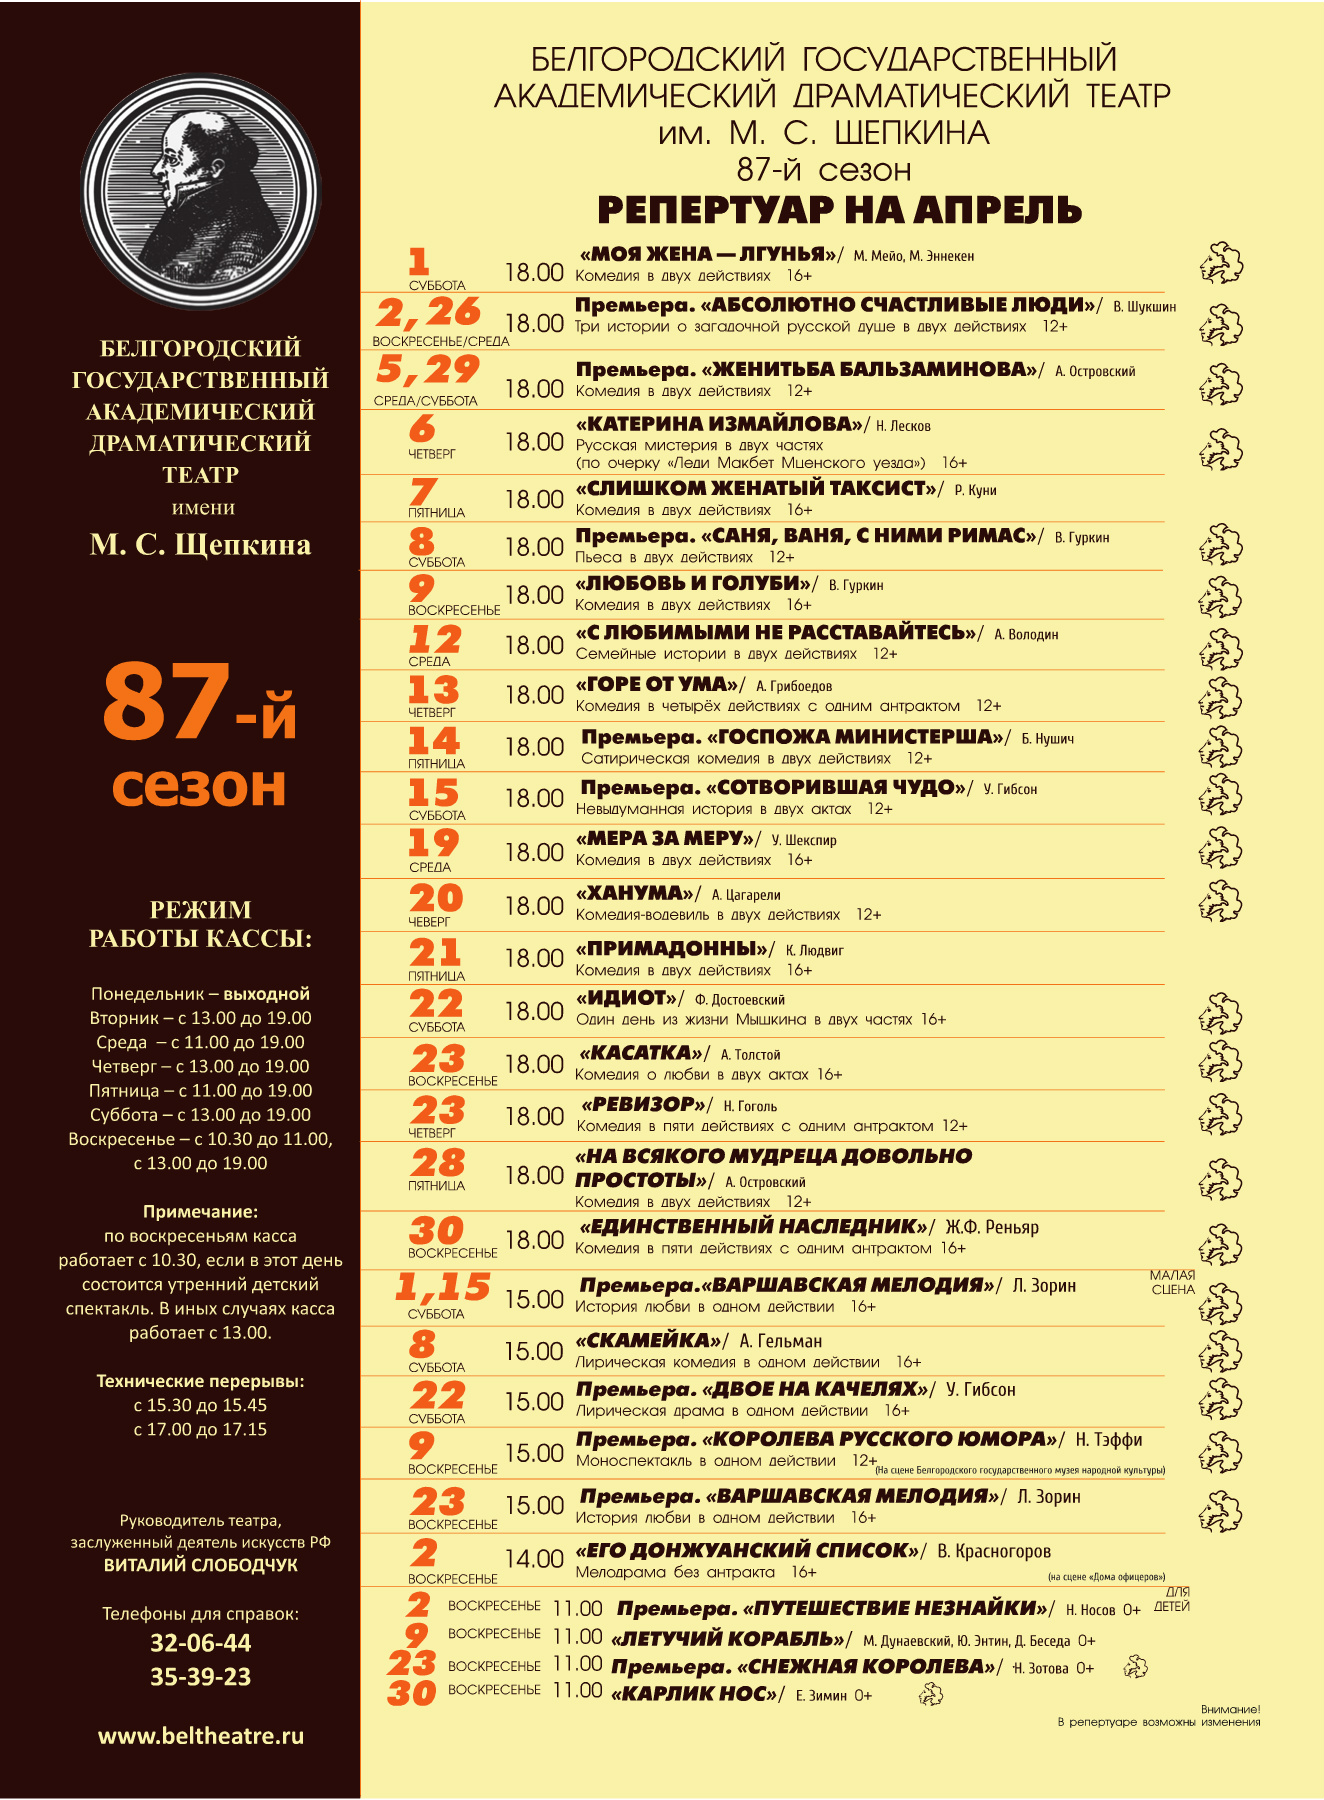 БЕЛГОРОДСКИЙ
ГОСУДАРСТВЕННЫЙ
АКАДЕМИЧЕСКИЙ
ДРАМАТИЧЕСКИЙ
ТЕАТР
имени
М. С. Щепкина
87-й
сезон
РЕЖИМ
РАБОТЫ КАССЫ:
Понедельник – выходной
Вторник – с 13.00 до 19.00
Среда – с 11.00 до 19.00
Четверг – с 13.00 до 19.00
Пятница – с 11.00 до 19.00
Суббота – с 13.00 до 19.00
Воскресенье – с 10.30 до 11.00,
с 13.00 до 19.00
Примечание:
по воскресеньям касса
работает с 10.30, если в этот день
состоится утренний детский
спектакль. В иных случаях касса
работает с 13.00.
Технические перерывы:
с 15.30 до 15.45
с 17.00 до 17.15
Руководитель театра,
заслуженный деятель искусств РФ
ВИТАЛИЙ СЛОБОДЧУК
Телефоны для справок:
32-06-44
35-39-23
www.beltheatre.ru
БЕЛГОРОДСКИЙ ГОСУДАРСТВЕННЫЙ
АКАДЕМИЧЕСКИЙ ДРАМАТИЧЕСКИЙ ТЕАТР
им. М. С. ЩЕПКИНА
87-й сезон
РЕПЕРТУАР НА АПРЕЛЬ
1
СУББОТА
18.00
«МОЯ ЖЕНА — ЛГУНЬЯ»/ М. Мейо, М. Эннекен
Комедия в двух действиях 16+
2, 26
ВОСКРЕСЕНЬЕ/СРЕДА
18.00
Премьера. «АБСОЛЮТНО СЧАСТЛИВЫЕ ЛЮДИ»/ В. Шукшин
Три истории о загадочной русской душе в двух действиях 12+
5, 29
СРЕДА/СУББОТА
18.00
Премьера. «ЖЕНИТЬБА БАЛЬЗАМИНОВА»/ А. Островский
Комедия в двух действиях 12+
6
ЧЕТВЕРГ
18.00
«КАТЕРИНА ИЗМАЙЛОВА»/ Н. Лесков
Русская мистерия в двух частях
(по очерку «Леди Макбет Мценского уезда») 16+
7
ПЯТНИЦА
18.00
«СЛИШКОМ ЖЕНАТЫЙ ТАКСИСТ»/ Р. Куни
Комедия в двух действиях 16+
8
СУББОТА
18.00
Премьера. «САНЯ, ВАНЯ, С НИМИ РИМАС»/ В. Гуркин
Пьеса в двух действиях 12+
9
ВОСКРЕСЕНЬЕ
18.00
«ЛЮБОВЬ И ГОЛУБИ»/ В. Гуркин
Комедия в двух действиях 16+
12
СРЕДА
18.00
«С ЛЮБИМЫМИ НЕ РАССТАВАЙТЕСЬ»/ А. Володин
Семейные истории в двух действиях 12+
13
ЧЕТВЕРГ
18.00
«ГОРЕ ОТ УМА»/ А. Грибоедов
Комедия в четырёх действиях с одним антрактом 12+
14
ПЯТНИЦА
18.00
Премьера. «ГОСПОЖА МИНИСТЕРША»/ Б. Нушич
Сатирическая комедия в двух действиях 12+
15
СУББОТА
18.00
Премьера. «СОТВОРИВШАЯ ЧУДО»/ У. Гибсон
Невыдуманная история в двух актах 12+
19
СРЕДА
18.00
«МЕРА ЗА МЕРУ»/ У. Шекспир
Комедия в двух действиях 16+
20
ЧЕВЕРГ
18.00
«ХАНУМА»/ А. Цагарели
Комедия-водевиль в двух действиях 12+
21
ПЯТНИЦА
18.00
«ПРИМАДОННЫ»/ К. Людвиг
Комедия в двух действиях 16+
22
СУББОТА
18.00
«ИДИОТ»/ Ф. Достоевский
Один день из жизни Мышкина в двух частях 16+
23
ВОСКРЕСЕНЬЕ
18.00
«КАСАТКА»/ А. Толстой
Комедия о любви в двух актах 16+
23
ЧЕТВЕРГ
18.00
«РЕВИЗОР»/ Н. Гоголь
Комедия в пяти действиях с одним антрактом 12+
28
ПЯТНИЦА
18.00
«НА ВСЯКОГО МУДРЕЦА ДОВОЛЬНО
ПРОСТОТЫ»/ А. Островский
Комедия в двух действиях 12+
30
ВОСКРЕСЕНЬЕ
18.00
«ЕДИНСТВЕННЫЙ НАСЛЕДНИК»/ Ж.Ф. Реньяр
Комедия в пяти действиях с одним антрактом 16+
МАЛАЯ
СЦЕНА
1,15
СУББОТА
15.00
Премьера.«ВАРШАВСКАЯ МЕЛОДИЯ»/ Л. Зорин
История любви в одном действии 16+
8
СУББОТА
15.00
«СКАМЕЙКА»/ А. Гельман
Лирическая комедия в одном действии 16+
22
СУББОТА
15.00
Премьера. «ДВОЕ НА КАЧЕЛЯХ»/ У. Гибсон
Лирическая драма в одном действии 16+
9
ВОСКРЕСЕНЬЕ
15.00
Премьера. «КОРОЛЕВА РУССКОГО ЮМОРА»/ Н. Тэффи
Моноспектакль в одном действии 12+
(На сцене Белгородского государственного музея народной культуры)
23
ВОСКРЕСЕНЬЕ
15.00
Премьера. «ВАРШАВСКАЯ МЕЛОДИЯ»/ Л. Зорин
История любви в одном действии 16+
2
ВОСКРЕСЕНЬЕ
14.00
«ЕГО ДОНЖУАНСКИЙ СПИСОК»/ В. Красногоров
Мелодрама без антракта 16+
(на сцене «Дома офицеров»)
ДЛЯ
ДЕТЕЙ
2 ВОСКРЕСЕНЬЕ 11.00 Премьера. «ПУТЕШЕСТВИЕ НЕЗНАЙКИ»/ Н. Носов 0+
9 ВОСКРЕСЕНЬЕ 11.00 «ЛЕТУЧИЙ КОРАБЛЬ»/ М. Дунаевский, Ю. Энтин, Д. Беседа 0+
23 ВОСКРЕСЕНЬЕ 11.00 Премьера. «СНЕЖНАЯ КОРОЛЕВА»/ Н. Зотова 0+
30 ВОСКРЕСЕНЬЕ 11.00 «КАРЛИК НОС»/ Е. Зимин 0+
Внимание!
В репертуаре возможны изменения